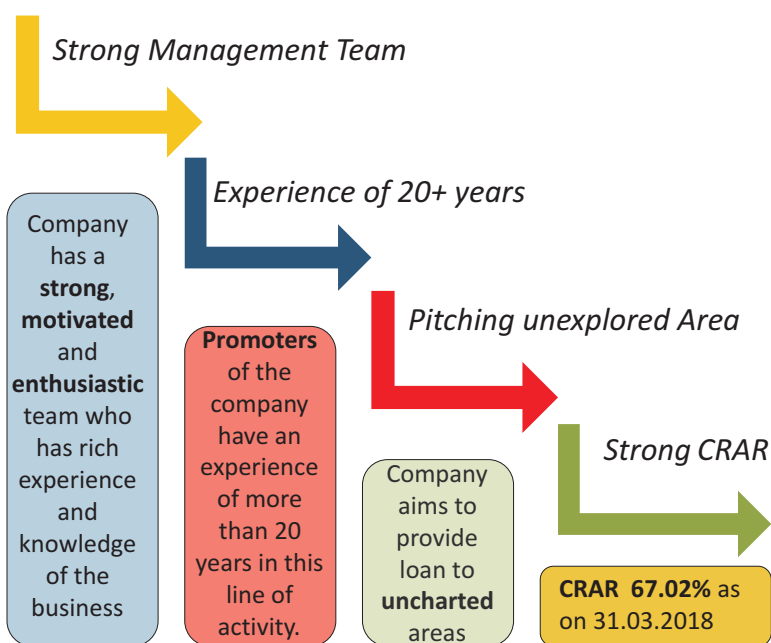 Strong Management Team
Experience of 20+ years
Pitching unexplored Area
Strong CRAR
Company
has a
strong,
motivated
and
enthusiastic
team who
has rich
experience
and
knowledge
of the
business
Promoters
of the
company
have an
experience
of more
than 20
years in this
line of
activity.
Company
aims to
provide
loan to
uncharted
areas
CRAR 67.02% as
on 31.03.2018